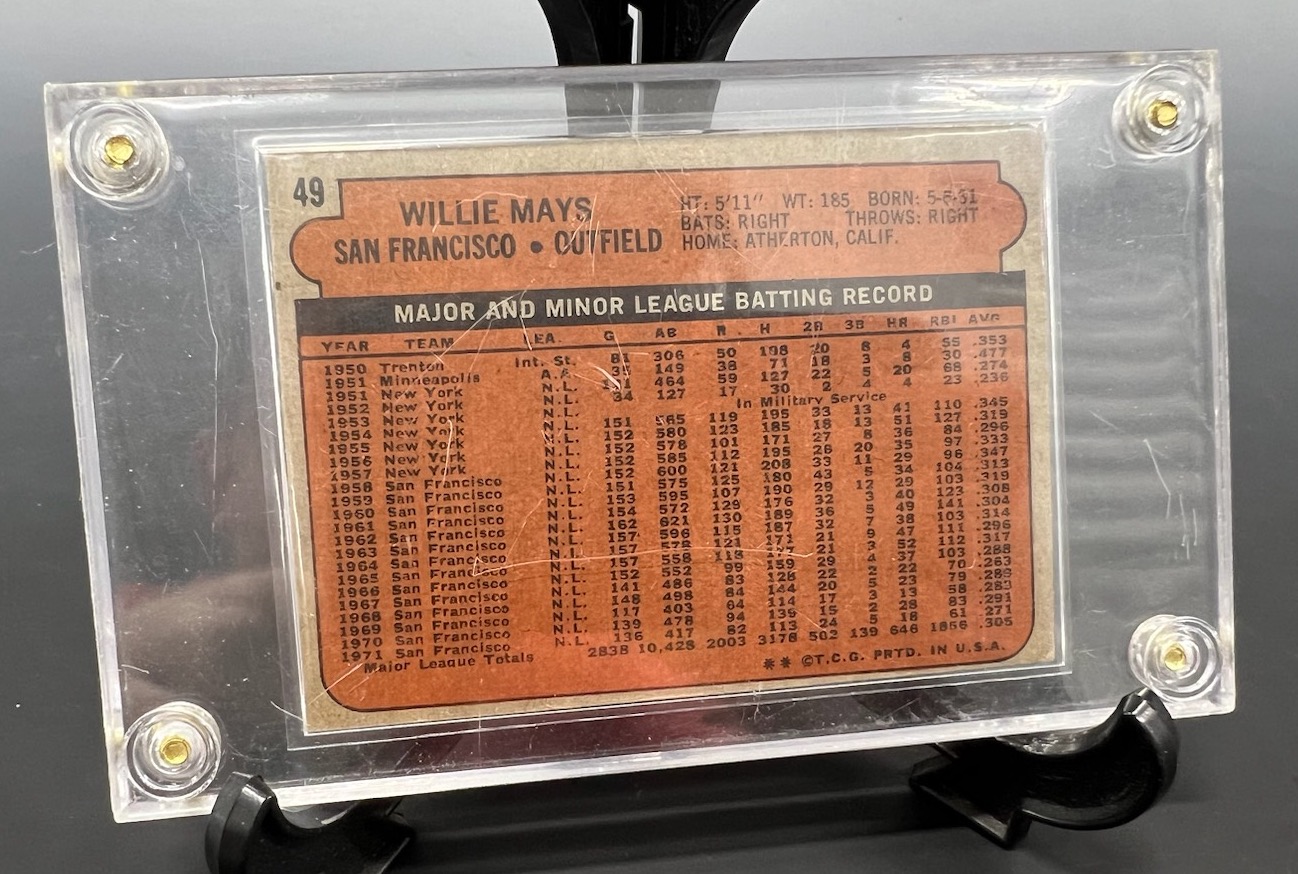 49
WILLIE MAYS
SAN FRANCISCO • OUTFIELD
HT: 5'11" WT: 185 BORN: 5-6-31
BATS: RIGHT THROWS: RIGHT
HOME: ATHERTON, CALIF.
MAJOR AND MINOR LEAGUE BATTING RECORD
YEAR TEAM LEA. G AB R H 2B 3B HR RBI AVG.
1950 Trenton Int. St. 81 306 50 108 20 8 4 55 .353
1951 Minneapolis A.A. 35 149 38 71 18 3 8 30 .477
1951 New York N.L. 121 464 59 127 22 5 20 68 .274
1952 New York N.L. 34 127 17 30 2 4 4 23 .236
1953 New York N.L. In Military Service
1954 New York N.L. 151 565 119 195 33 13 41 110 .345
1955 New York N.L. 152 580 123 185 18 13 51 127 .319
1956 New York N.L. 152 578 101 171 27 8 36 84 .296
1957 New York N.L. 152 585 112 195 26 20 35 97 .333
1958 San Francisco N.L. 152 600 121 208 33 11 29 96 .347
1959 San Francisco N.L. 151 575 125 180 43 5 34 104 .313
1960 San Francisco N.L. 153 595 107 190 29 12 29 103 .319
1961 San Francisco N.L. 154 572 129 176 32 3 40 123 .308
1962 San Francisco N.L. 162 621 130 189 36 5 49 141 .304
1963 San Francisco N.L. 157 596 115 187 32 7 38 103 .314
1964 San Francisco N.L. 157 578 121 171 21 9 47 111 .296
1965 San Francisco N.L. 157 558 118 177 21 3 52 112 .317
1966 San Francisco N.L. 152 552 99 159 29 4 37 103 .288
1967 San Francisco N.L. 141 486 83 128 22 2 22 70 .263
1968 San Francisco N.L. 148 498 84 144 20 5 23 79 .289
1969 San Francisco N.L. 117 403 64 114 17 3 13 58 .283
1970 San Francisco N.L. 139 478 94 139 15 2 28 83 .291
1971 San Francisco N.L. 136 417 82 113 24 5 18 61 .271
Major League Totals 2838 10,428 2003 3178 502 139 646 1856 .305
** ©T.C.G. PRTD. IN U.S.A.